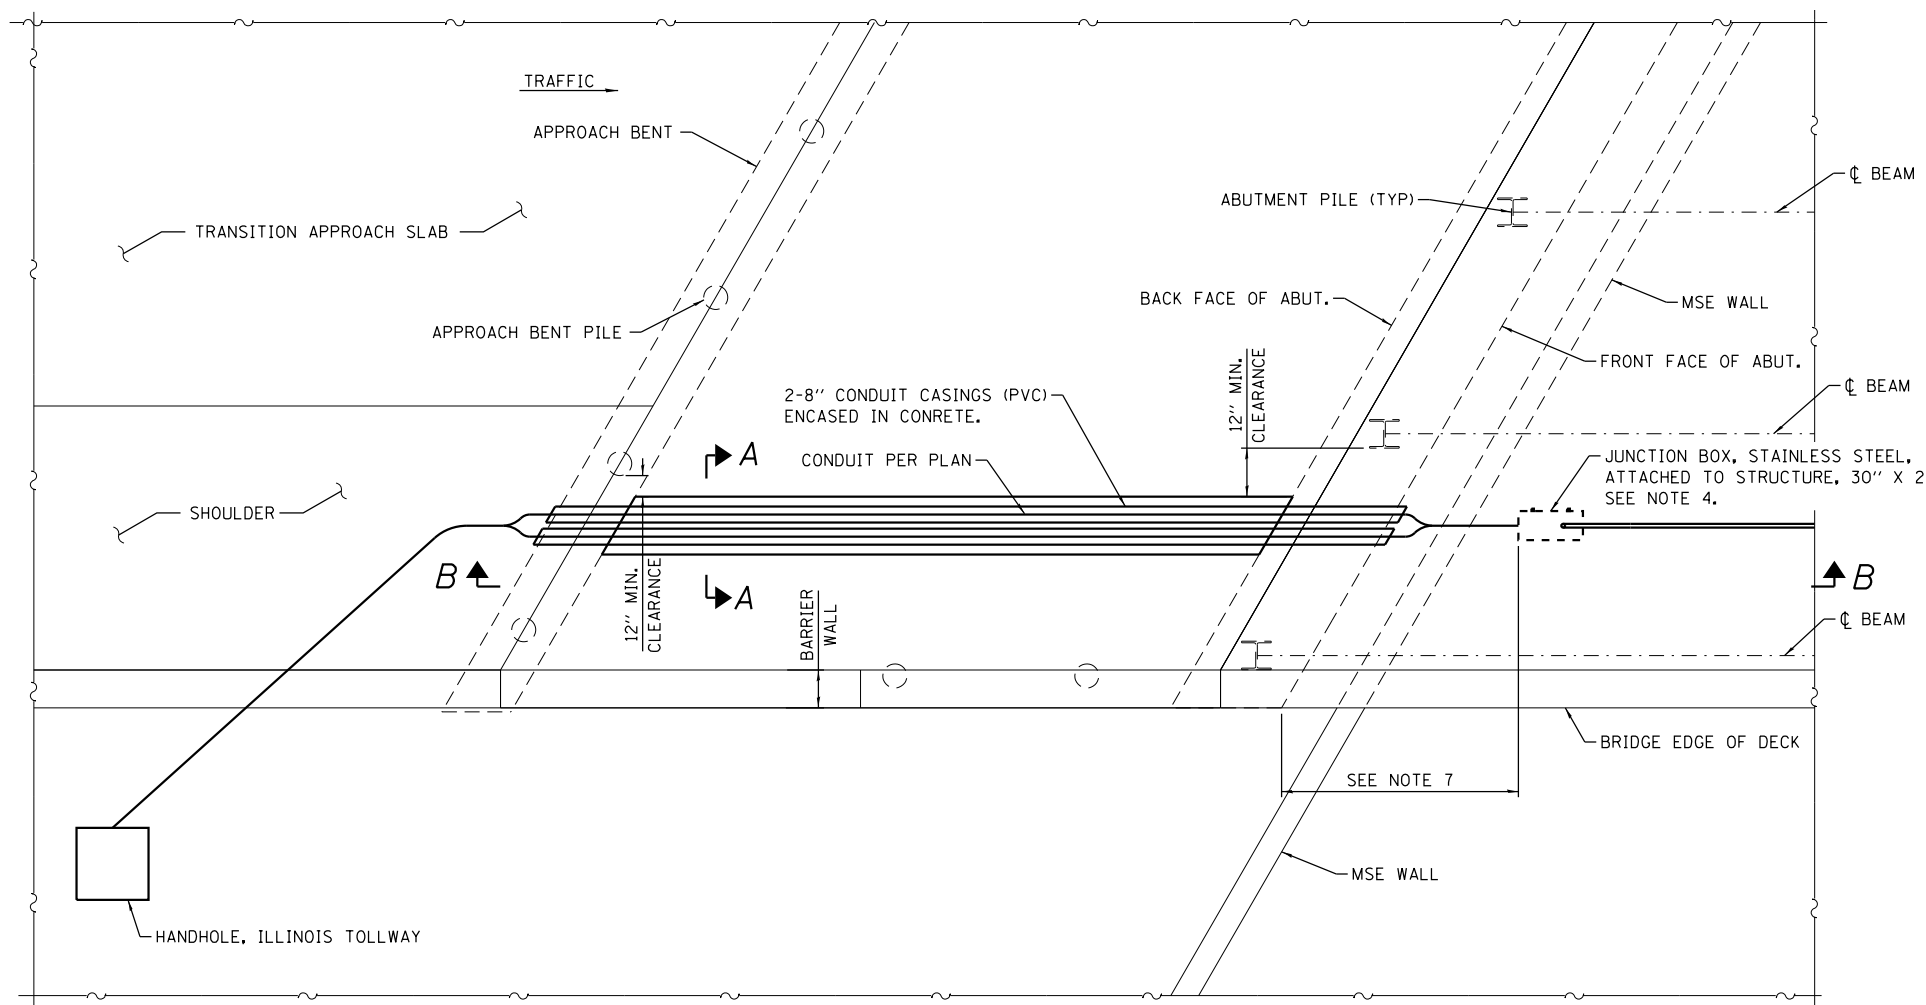 TRAFFIC
APPROACH BENT
℄ BEAM
ABUTMENT PILE (TYP)
TRANSITION APPROACH SLAB
BACK FACE OF ABUT.
MSE WALL
APPROACH BENT PILE
FRONT FACE OF ABUT.
12" MIN.
CLEARANCE
℄ BEAM
2-8" CONDUIT CASINGS (PVC)
ENCASED IN CONRETE.
A
CONDUIT PER PLAN
JUNCTION BOX, STAINLESS STEEL,
ATTACHED TO STRUCTURE, 30" X 2
SEE NOTE 4.
SHOULDER
B
A
12" MIN.
CLEARANCE
BARRIER
WALL
B
℄ BEAM
BRIDGE EDGE OF DECK
SEE NOTE 7
MSE WALL
HANDHOLE, ILLINOIS TOLLWAY